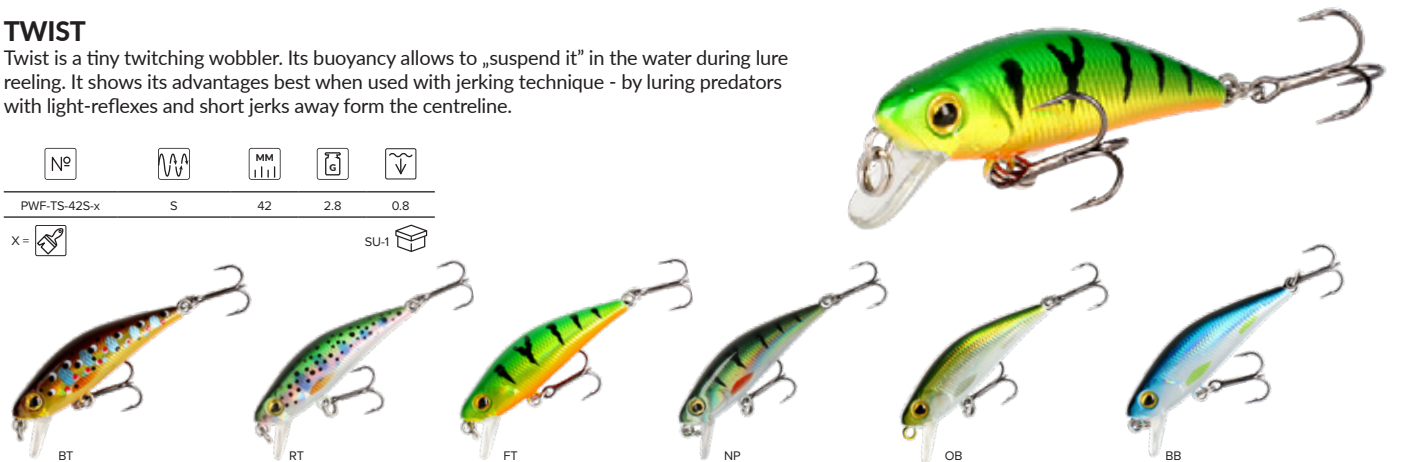 TWIST
Twist is a tiny twitching wobbler. Its buoyancy allows to „suspend it” in the water during lure
reeling. It shows its advantages best when used with jerking technique - by luring predators
with light-reflexes and short jerks away form the centreline.
Nº
MM
G
PWF-TS-42S-x S 42 2.8 0.8
X =
SU-1
BT RT FT NP OB BB